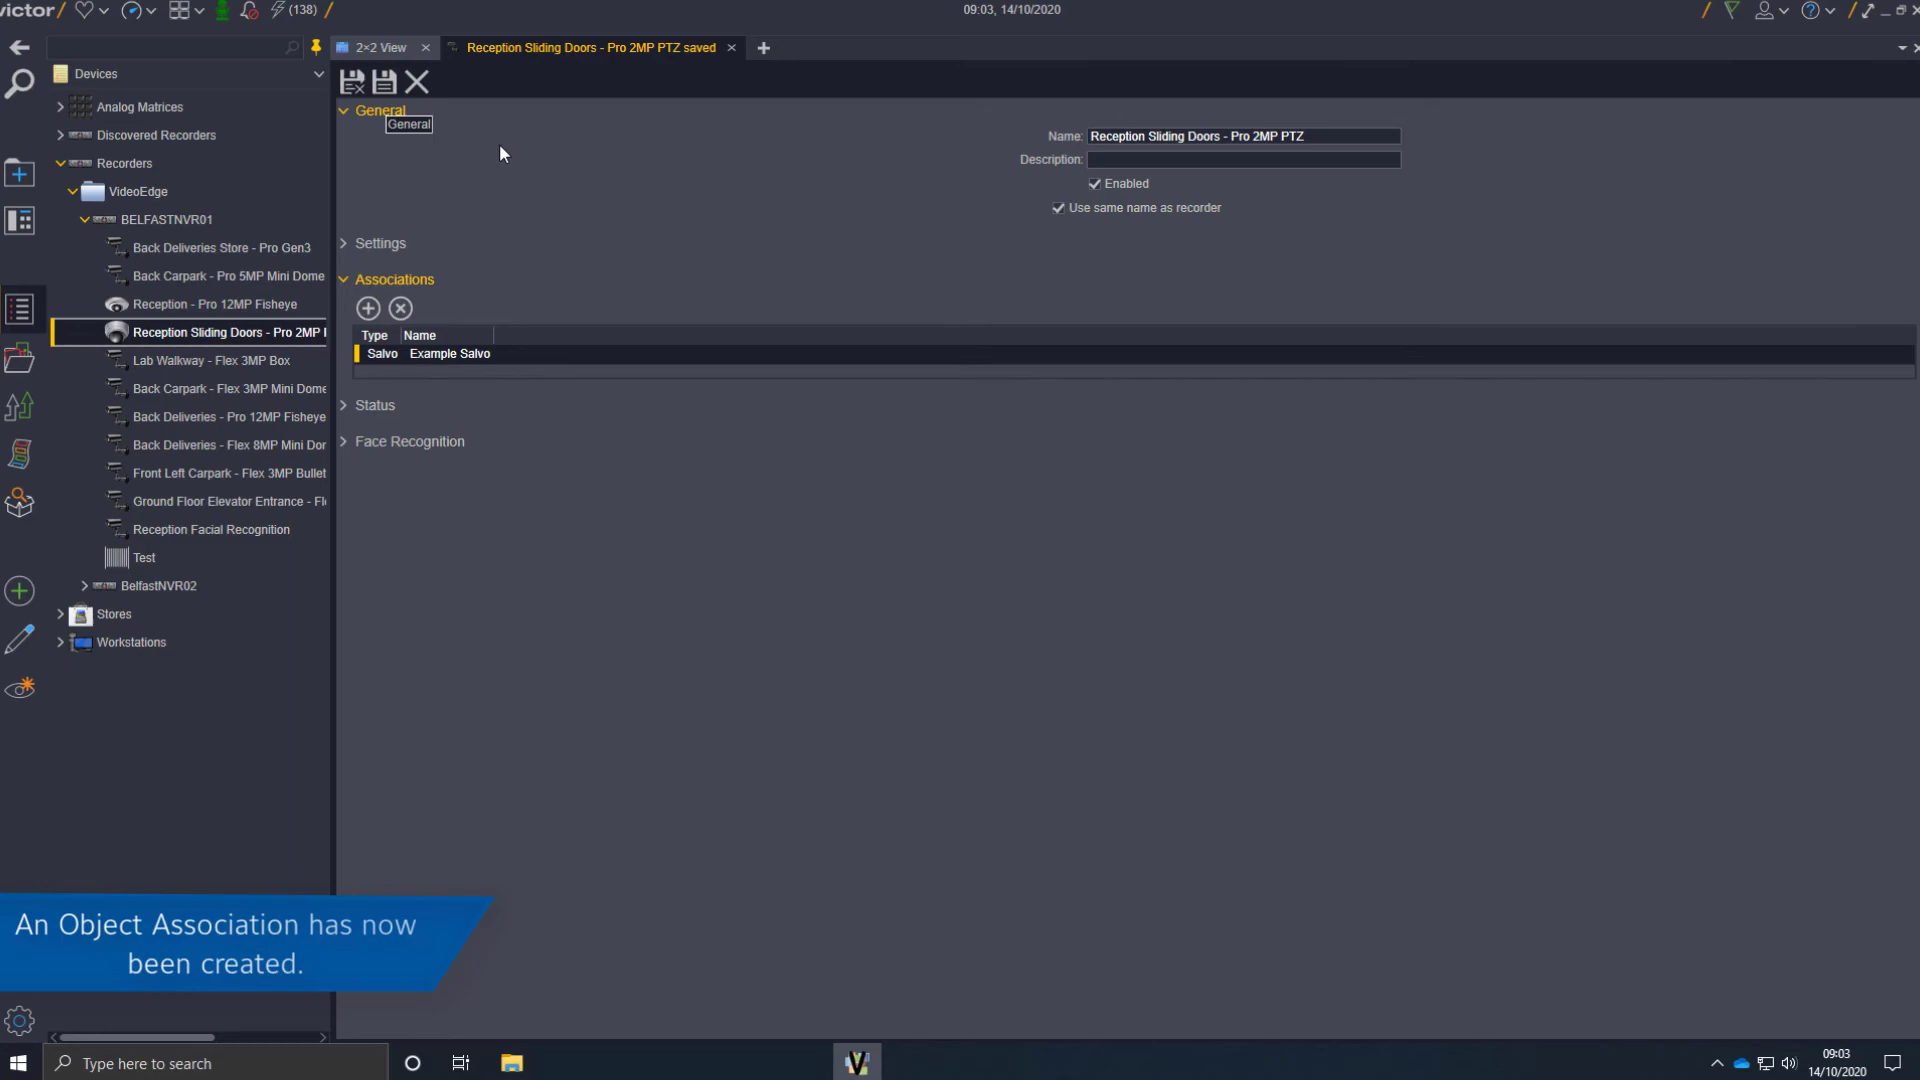 victor
(138)
09:03, 14/10/2020
2×2 View
Reception Sliding Doors - Pro 2MP PTZ saved
Devices
Analog Matrices
Discovered Recorders
Recorders
VideoEdge
BELFASTNVR01
Back Deliveries Store - Pro Gen3
Back Carpark - Pro 5MP Mini Dome
Reception - Pro 12MP Fisheye
Reception Sliding Doors - Pro 2MP
Lab Walkway - Flex 3MP Box
Back Carpark - Flex 3MP Mini Dome
Back Deliveries - Pro 12MP Fisheye
Back Deliveries - Flex 8MP Mini Dor
Front Left Carpark - Flex 3MP Bullet
Ground Floor Elevator Entrance - Fl
Reception Facial Recognition
Test
BelfastNVR02
Stores
Workstations
General
General
Name: Reception Sliding Doors - Pro 2MP PTZ
Description:
Enabled
Use same name as recorder
Settings
Associations
Type Name
Salvo Example Salvo
Status
Face Recognition
An Object Association has now
been created.
Type here to search
09:03
14/10/2020